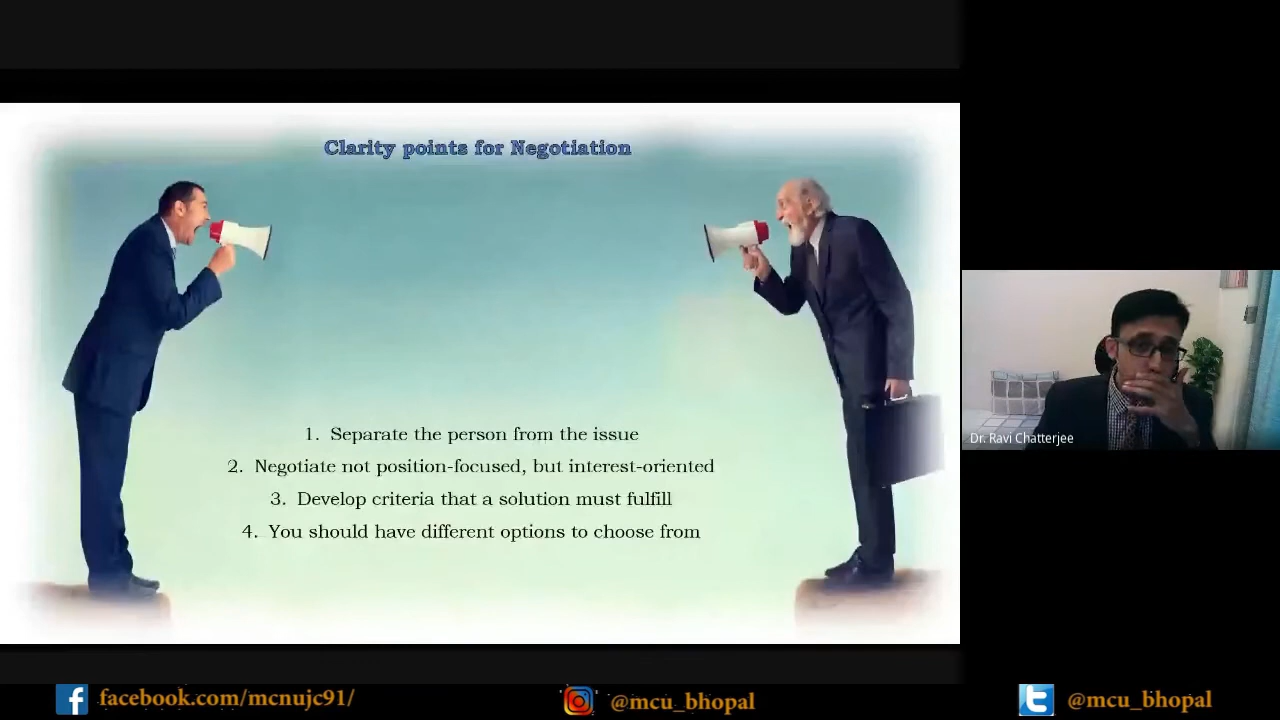 Clarity points for Negotiation
1. Separate the person from the issue
2. Negotiate not position-focused, but interest-oriented
3. Develop criteria that a solution must fulfill
4. You should have different options to choose from
Dr. Ravi Chatterjee
facebook.com/mcnujc91/
@mcu_bhopal
@mcu_bhopal